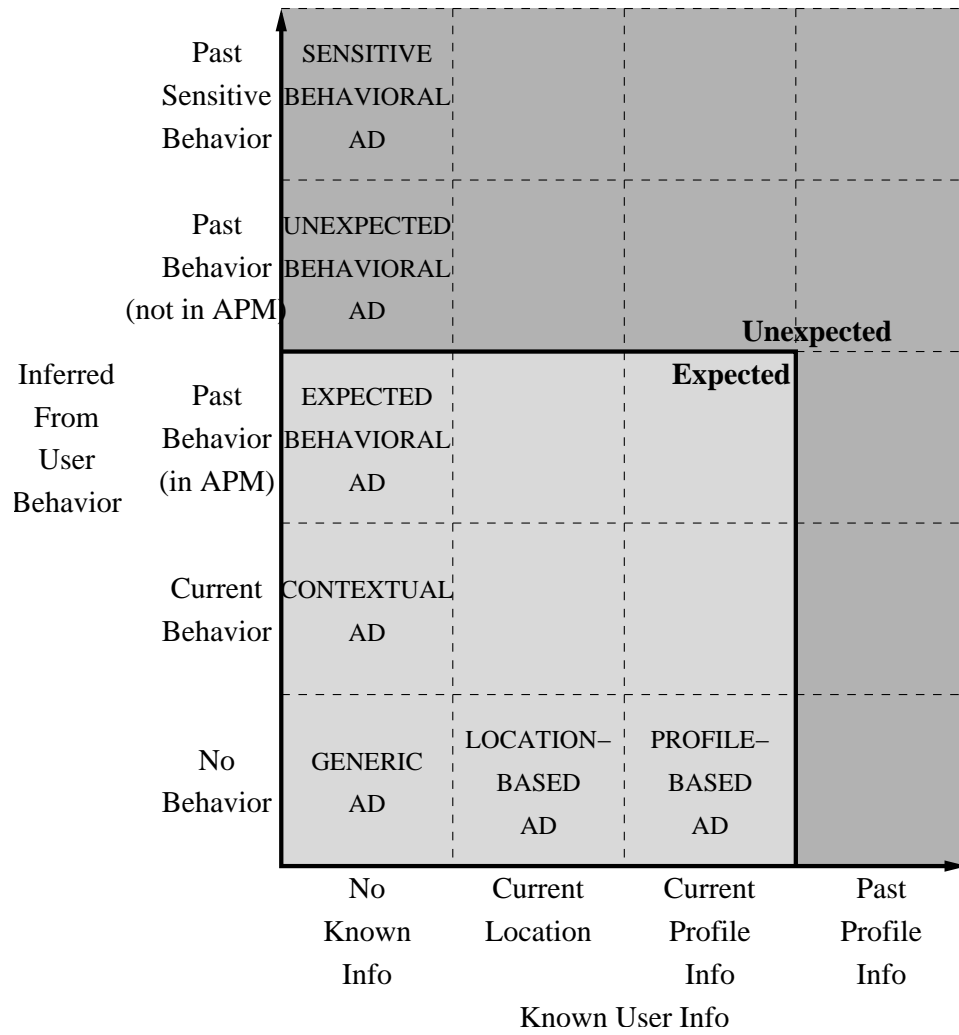 Past
Sensitive
Behavior
SENSITIVE
BEHAVIORAL
AD
Past
Behavior
(not in APM)
UNEXPECTED
BEHAVIORAL
AD
Unexpected
Expected
Inferred
From
User
Behavior
Past
Behavior
(in APM)
EXPECTED
BEHAVIORAL
AD
Current
Behavior
CONTEXTUAL
AD
No
Behavior
GENERIC
AD
LOCATION–
BASED
AD
PROFILE–
BASED
AD
No
Known
Info
Current
Location
Current
Profile
Info
Past
Profile
Info
Known User Info